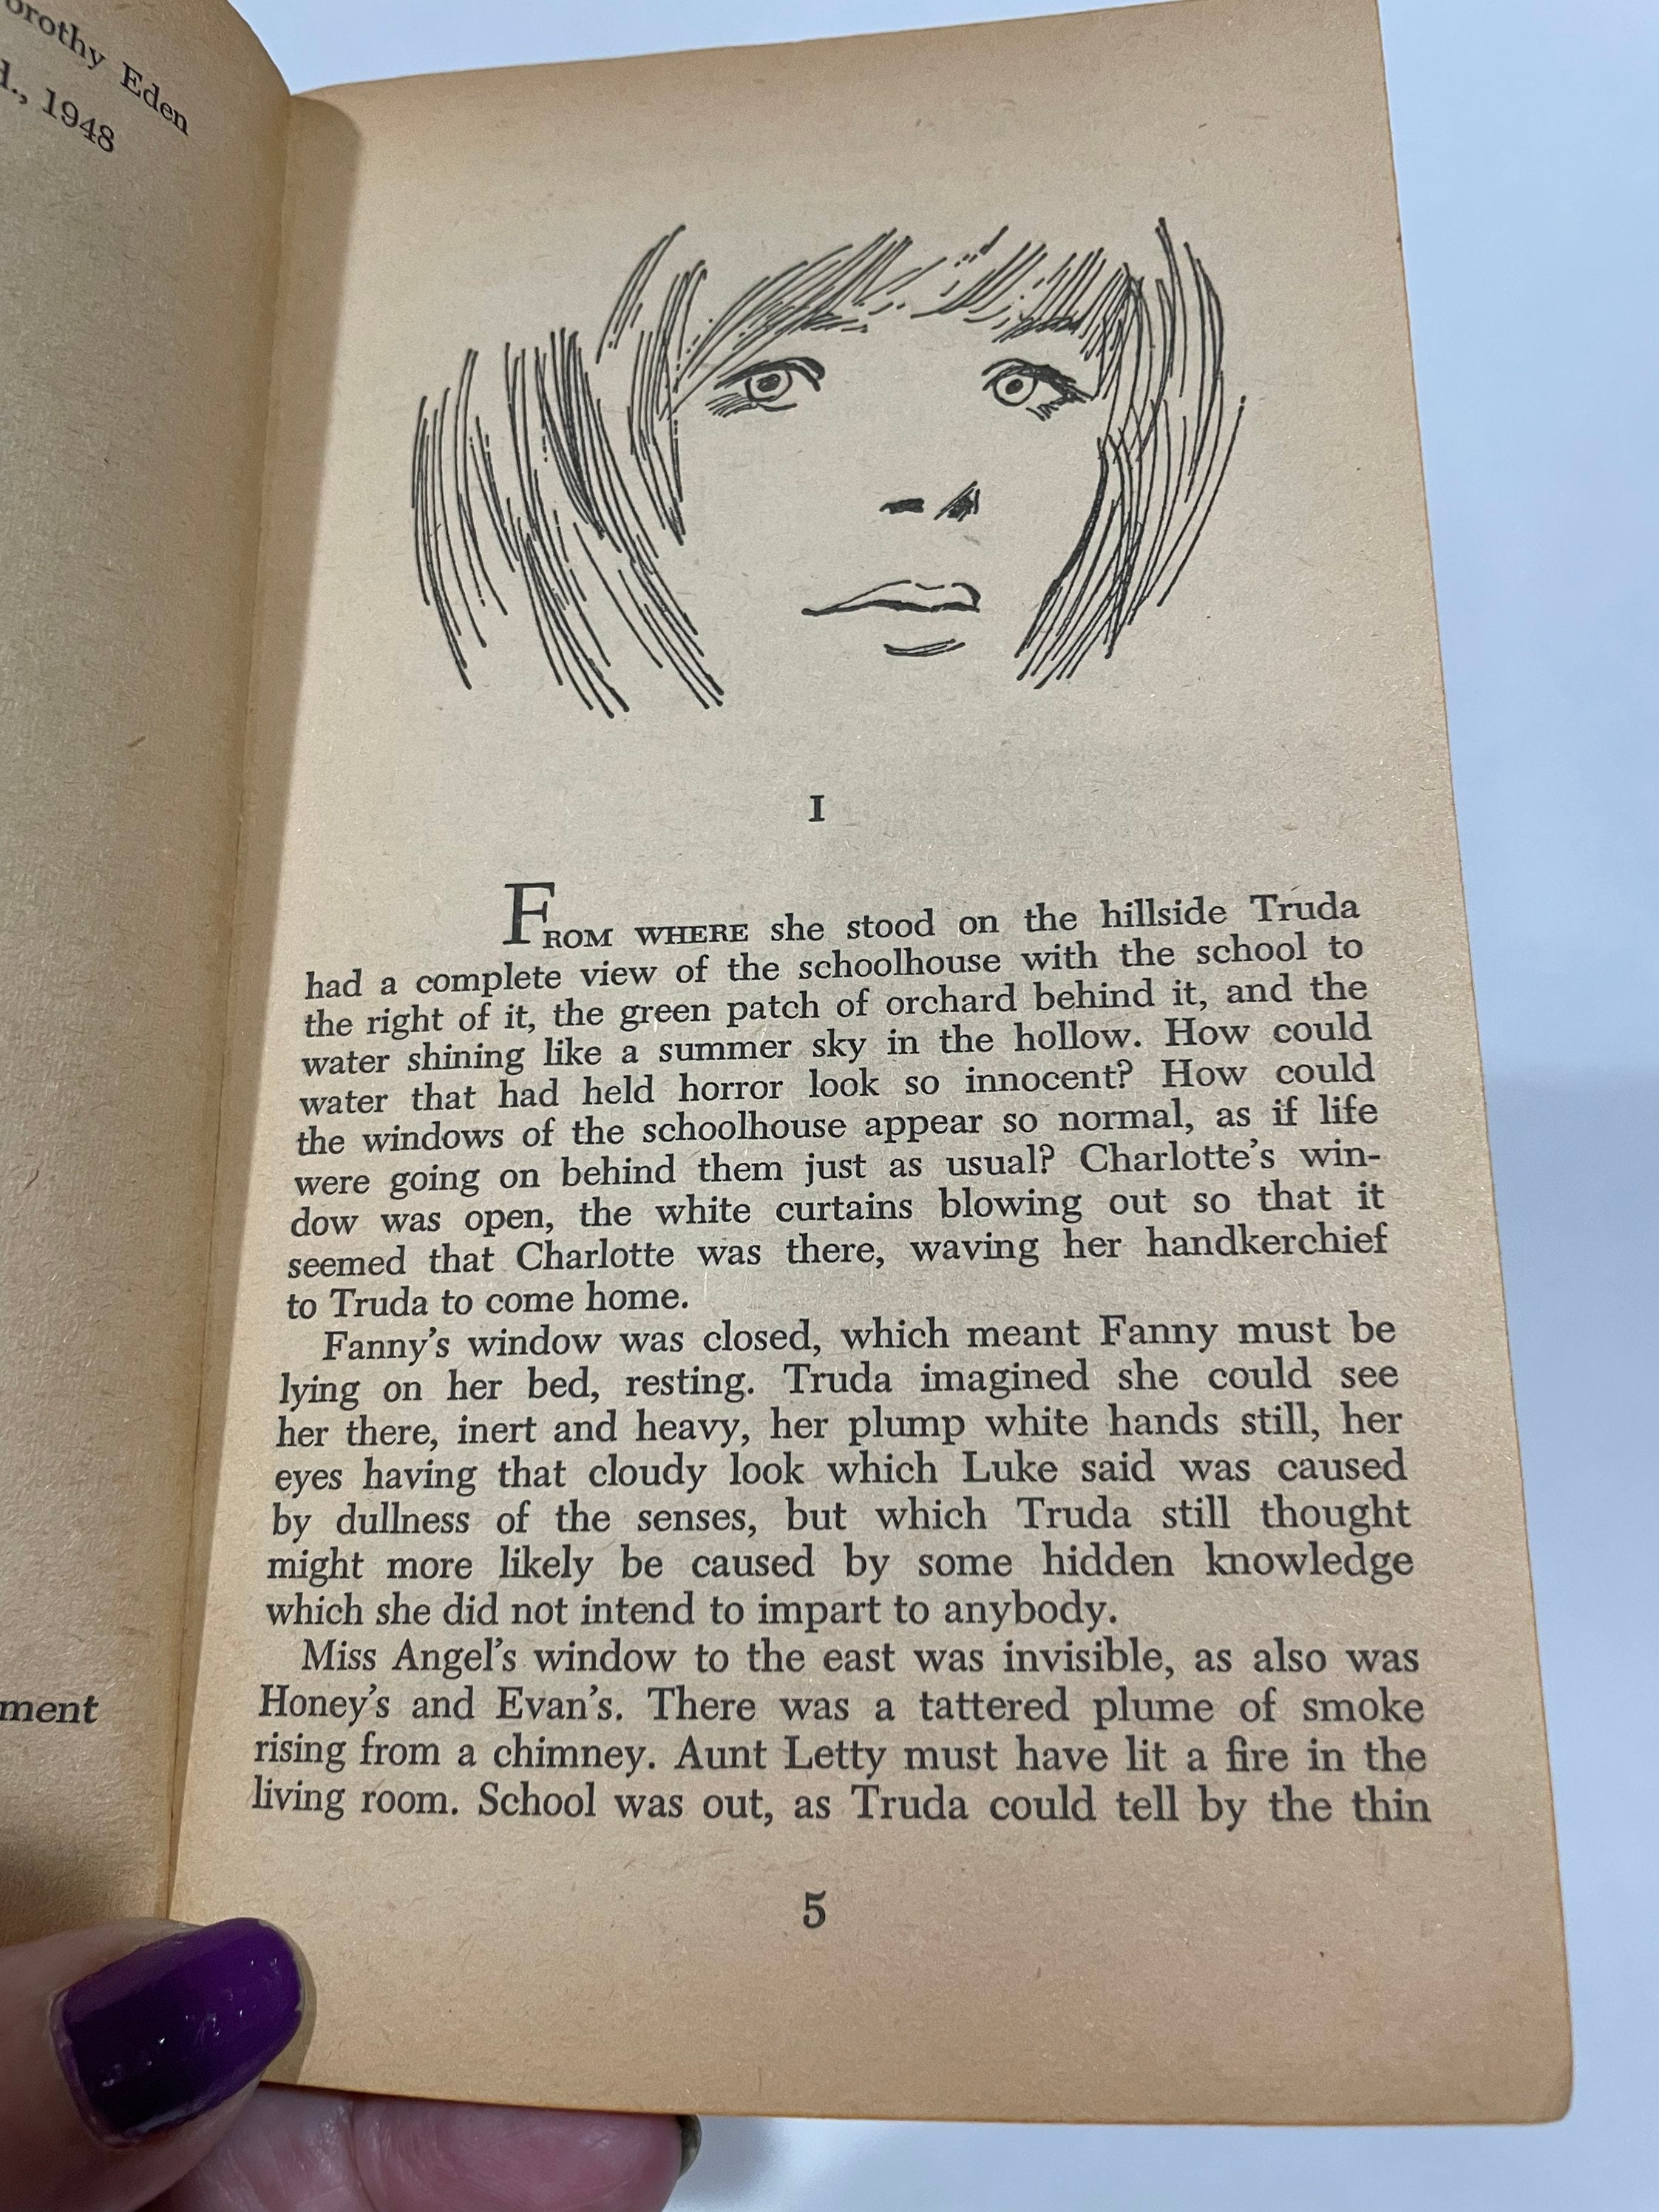 Eden
1948
ment
I
FROM WHERE she stood on the hillside Truda
had a complete view of the schoolhouse with the school to
the right of it, the green patch of orchard behind it, and the
water shining like a summer sky in the hollow. How could
water that had held horror look so innocent? How could
the windows of the schoolhouse appear so normal, as if life
were going on behind them just as usual? Charlotte's win-
dow was open, the white curtains blowing out so that it
seemed that Charlotte was there, waving her handkerchief
to Truda to come home.
Fanny's window was closed, which meant Fanny must be
lying on her bed, resting. Truda imagined she could see
her there, inert and heavy, her plump white hands still, her
eyes having that cloudy look which Luke said was caused
by dullness of the senses, but which Truda still thought
might more likely be caused by some hidden knowledge
which she did not intend to impart to anybody.
Miss Angel's window to the east was invisible, as also was
Honey's and Evan's. There was a tattered plume of smoke
rising from a chimney. Aunt Letty must have lit a fire in the
living room. School was out, as Truda could tell by the thin
5